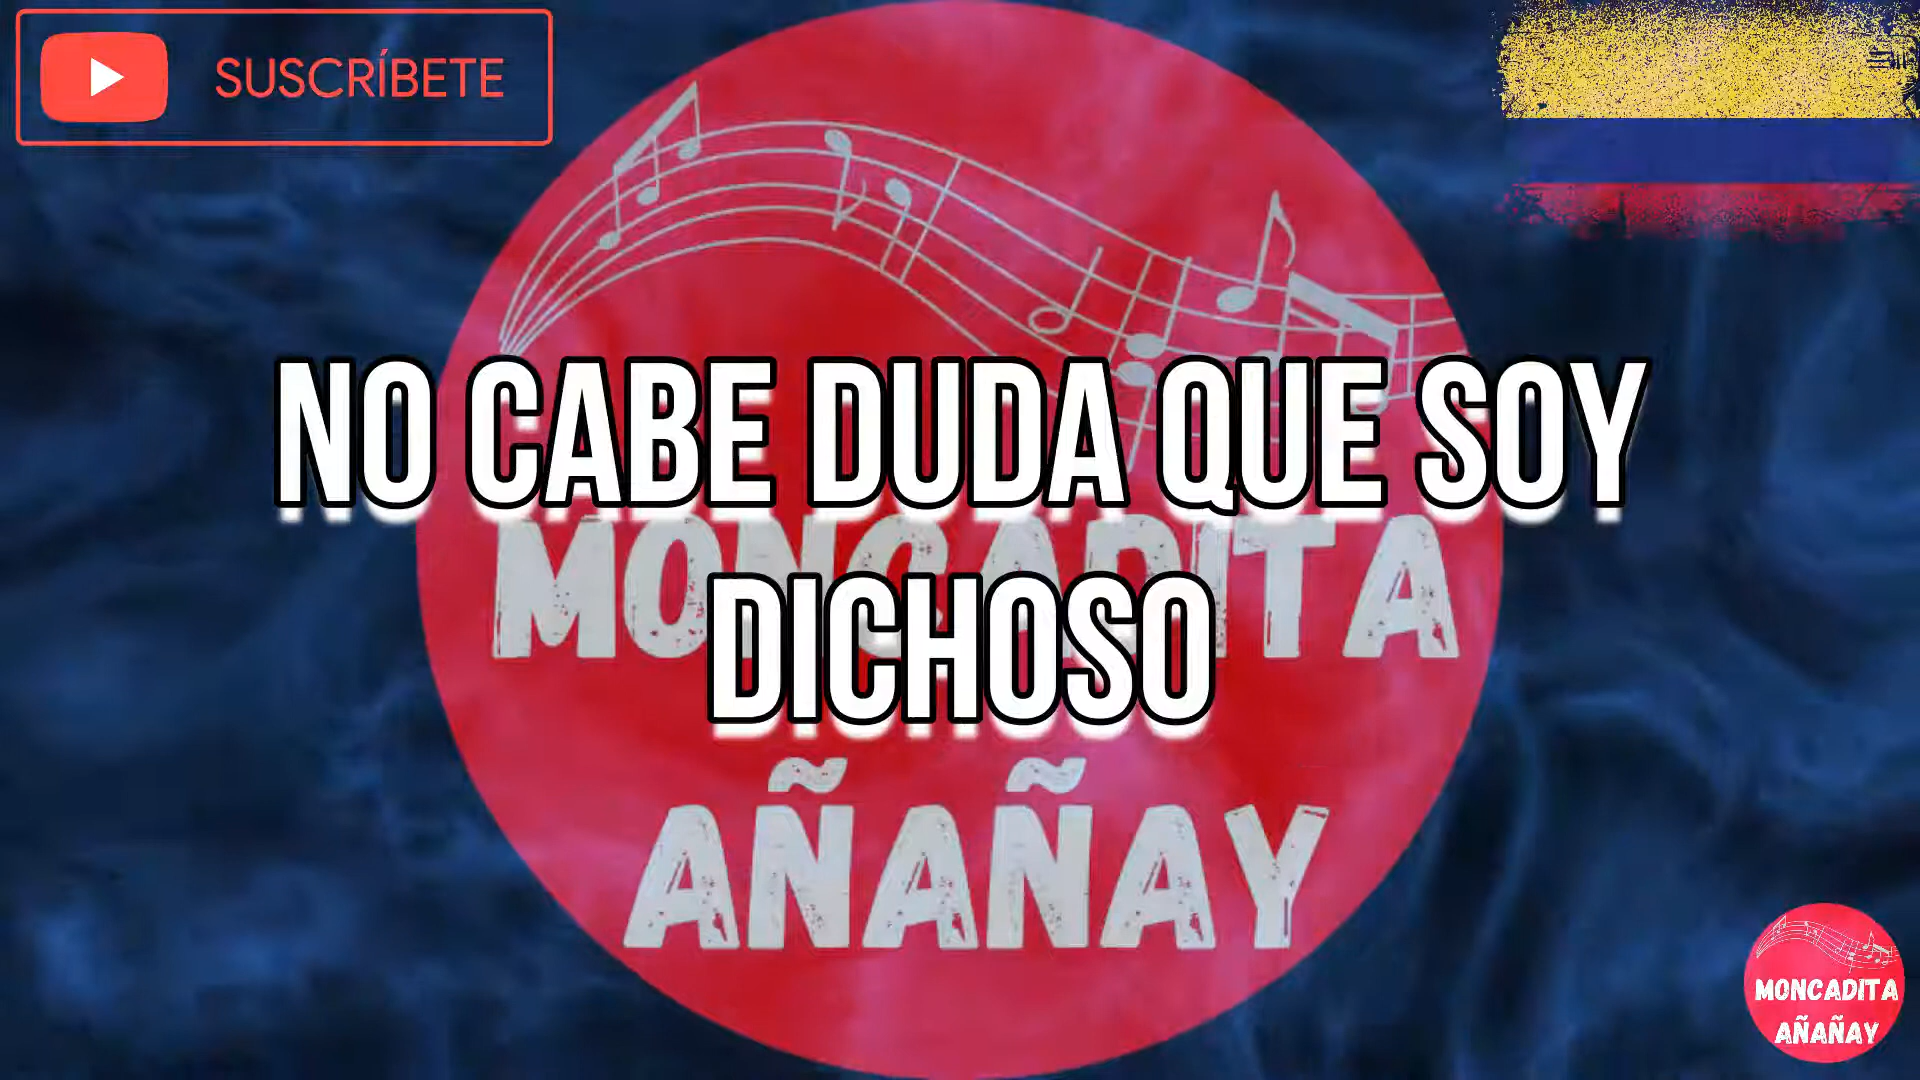 SUSCRÍBETE
NO CABE DUDA QUE SOY
MONCADITA
DICHOSO
AÑAÑAY
MONCADITA
AÑAÑAY